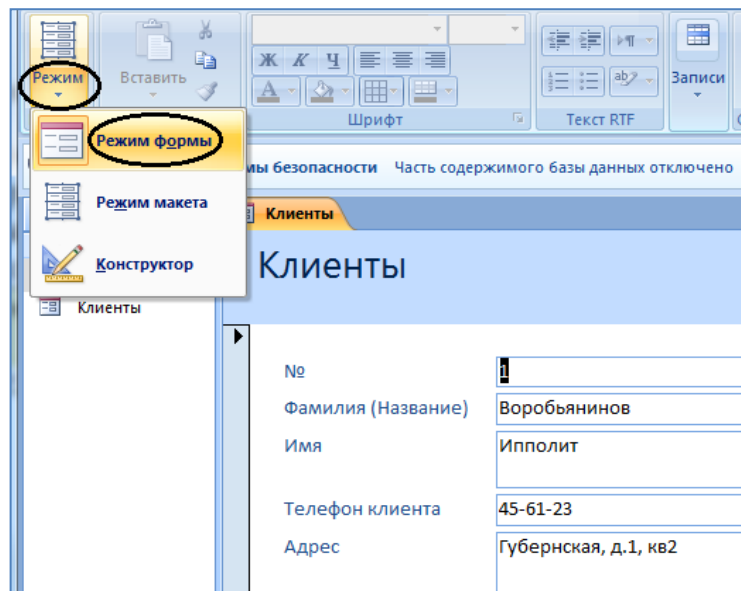 Режим
Вставить
Ж К Ч
А
Шрифт
ab
Текст RTF
Записи
Режим формы
Режим макета
Конструктор
мы безопасности Часть содержимого базы данных отключено
Клиенты
Клиенты
Клиенты
№ 1
Фамилия (Название) Воробьянинов
Имя Ипполит
Телефон клиента 45-61-23
Адрес Губернская, д.1, кв2